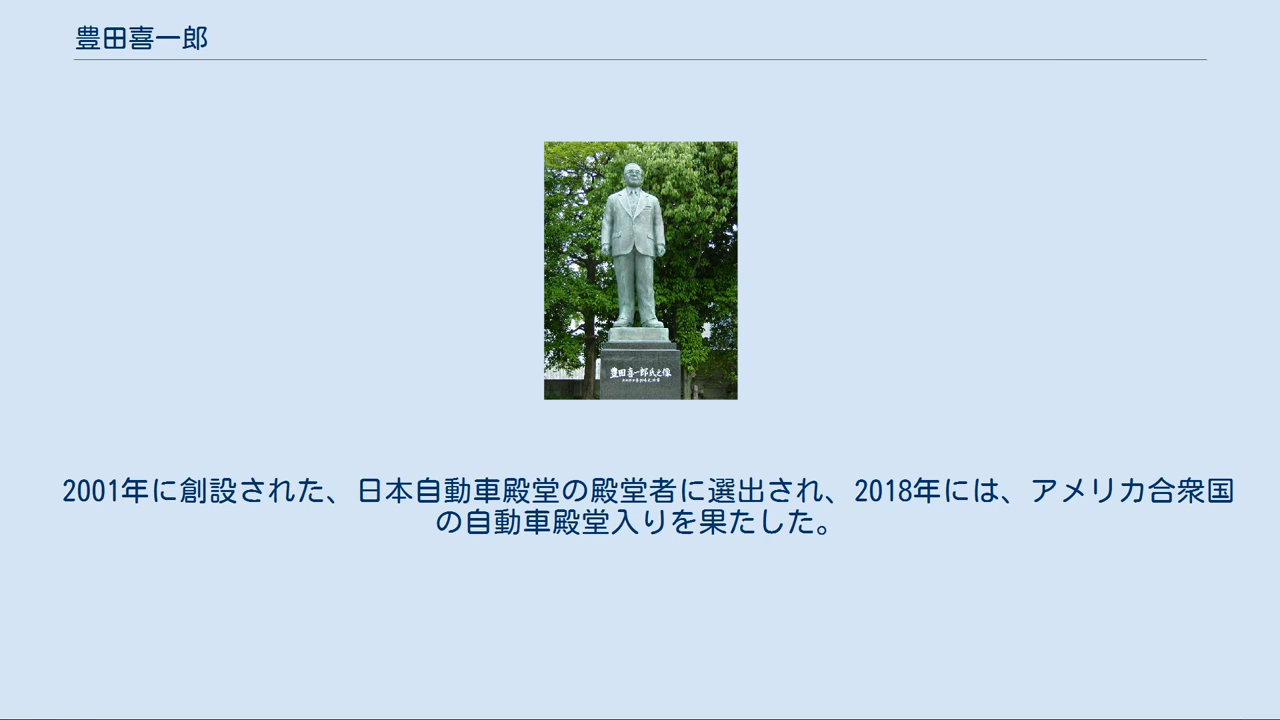 豊田喜一郎
豊田喜一郎氏之像
2001年に創設された、日本自動車殿堂の殿堂者に選出され、2018年には、アメリカ合衆国
の自動車殿堂入りを果たした。